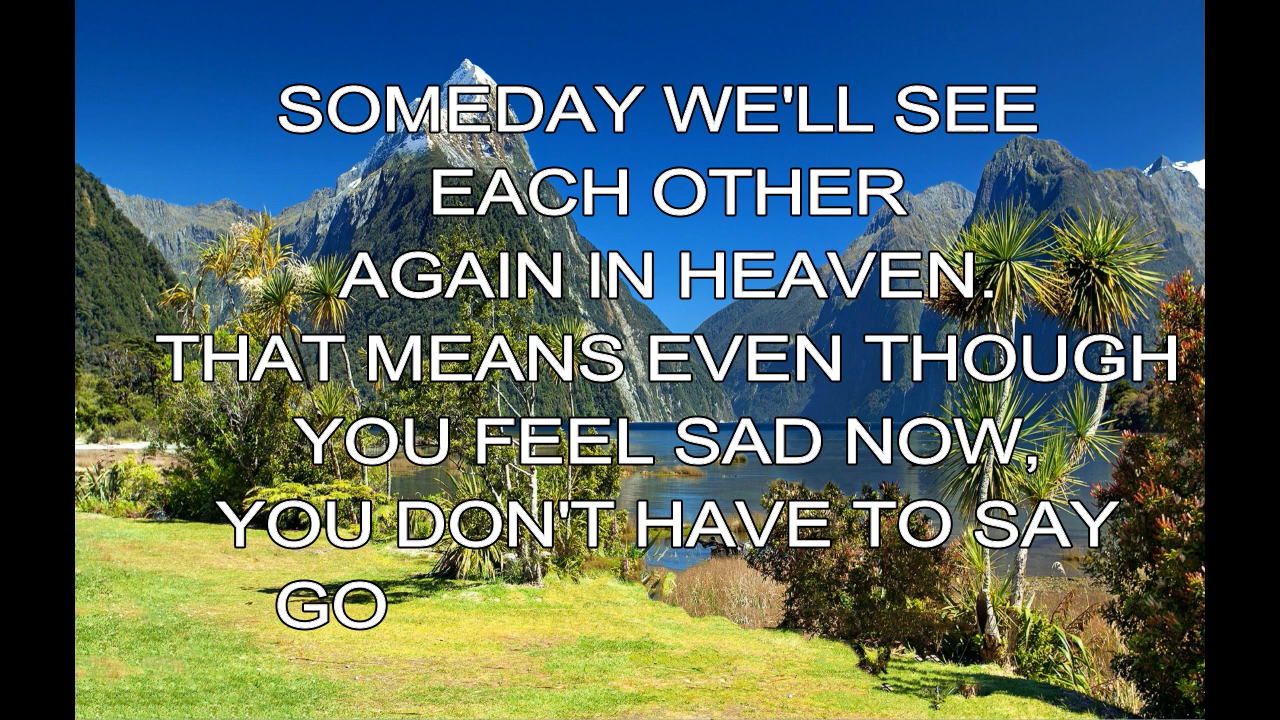 SOMEDAY WE'LL SEE
EACH OTHER
AGAIN IN HEAVEN.
THAT MEANS EVEN THOUGH
YOU FEEL SAD NOW,
YOU DON'T HAVE TO SAY
GO